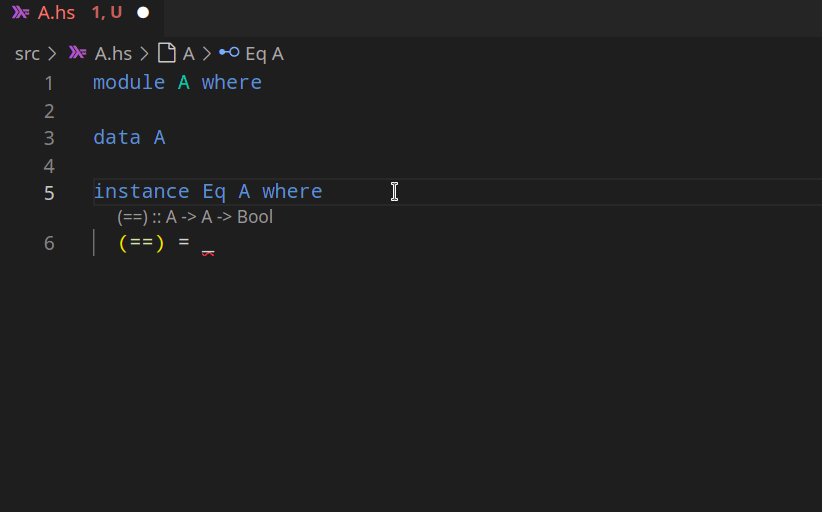 A.hs 1, U
src > A.hs > A > Eq A
1 module A where
2
3 data A
4
5 instance Eq A where
(==) :: A -> A -> Bool
6 (==) = _